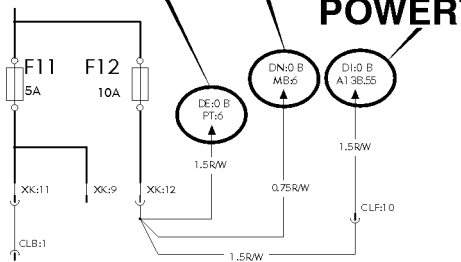 POWER
F11
F12
5A
10A
DE:0 B
PT:6
DN:0 B
MB:6
DI:0 B
A13B:55
1.5R/W
1.5R/W
0.75R/W
XK:11
XK:9
XK:12
CLF:10
CLB:1
1.5R/W